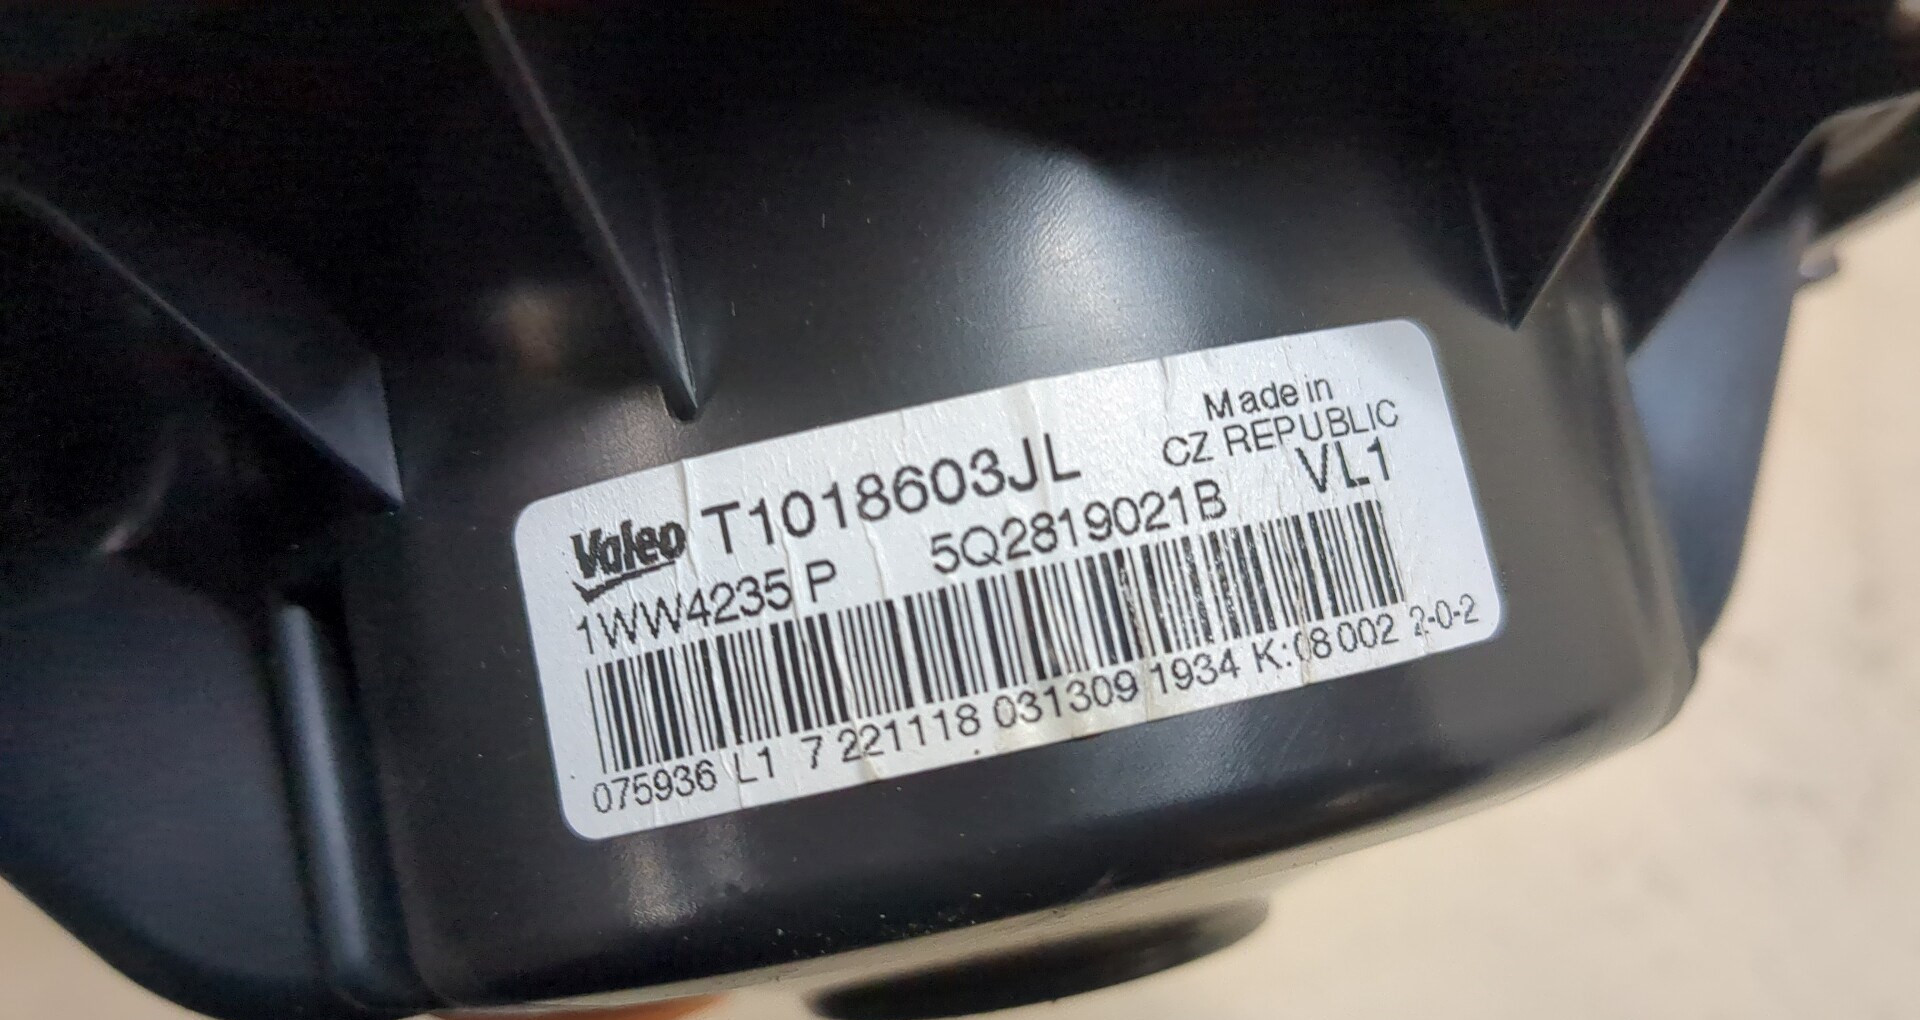 Made in
CZ REPUBLIC
Valeo T1018603JL VL1
1WW4235 P 5Q2819021B
075936 L1 7 221118 031309 1934 K:08 002 2-0-2